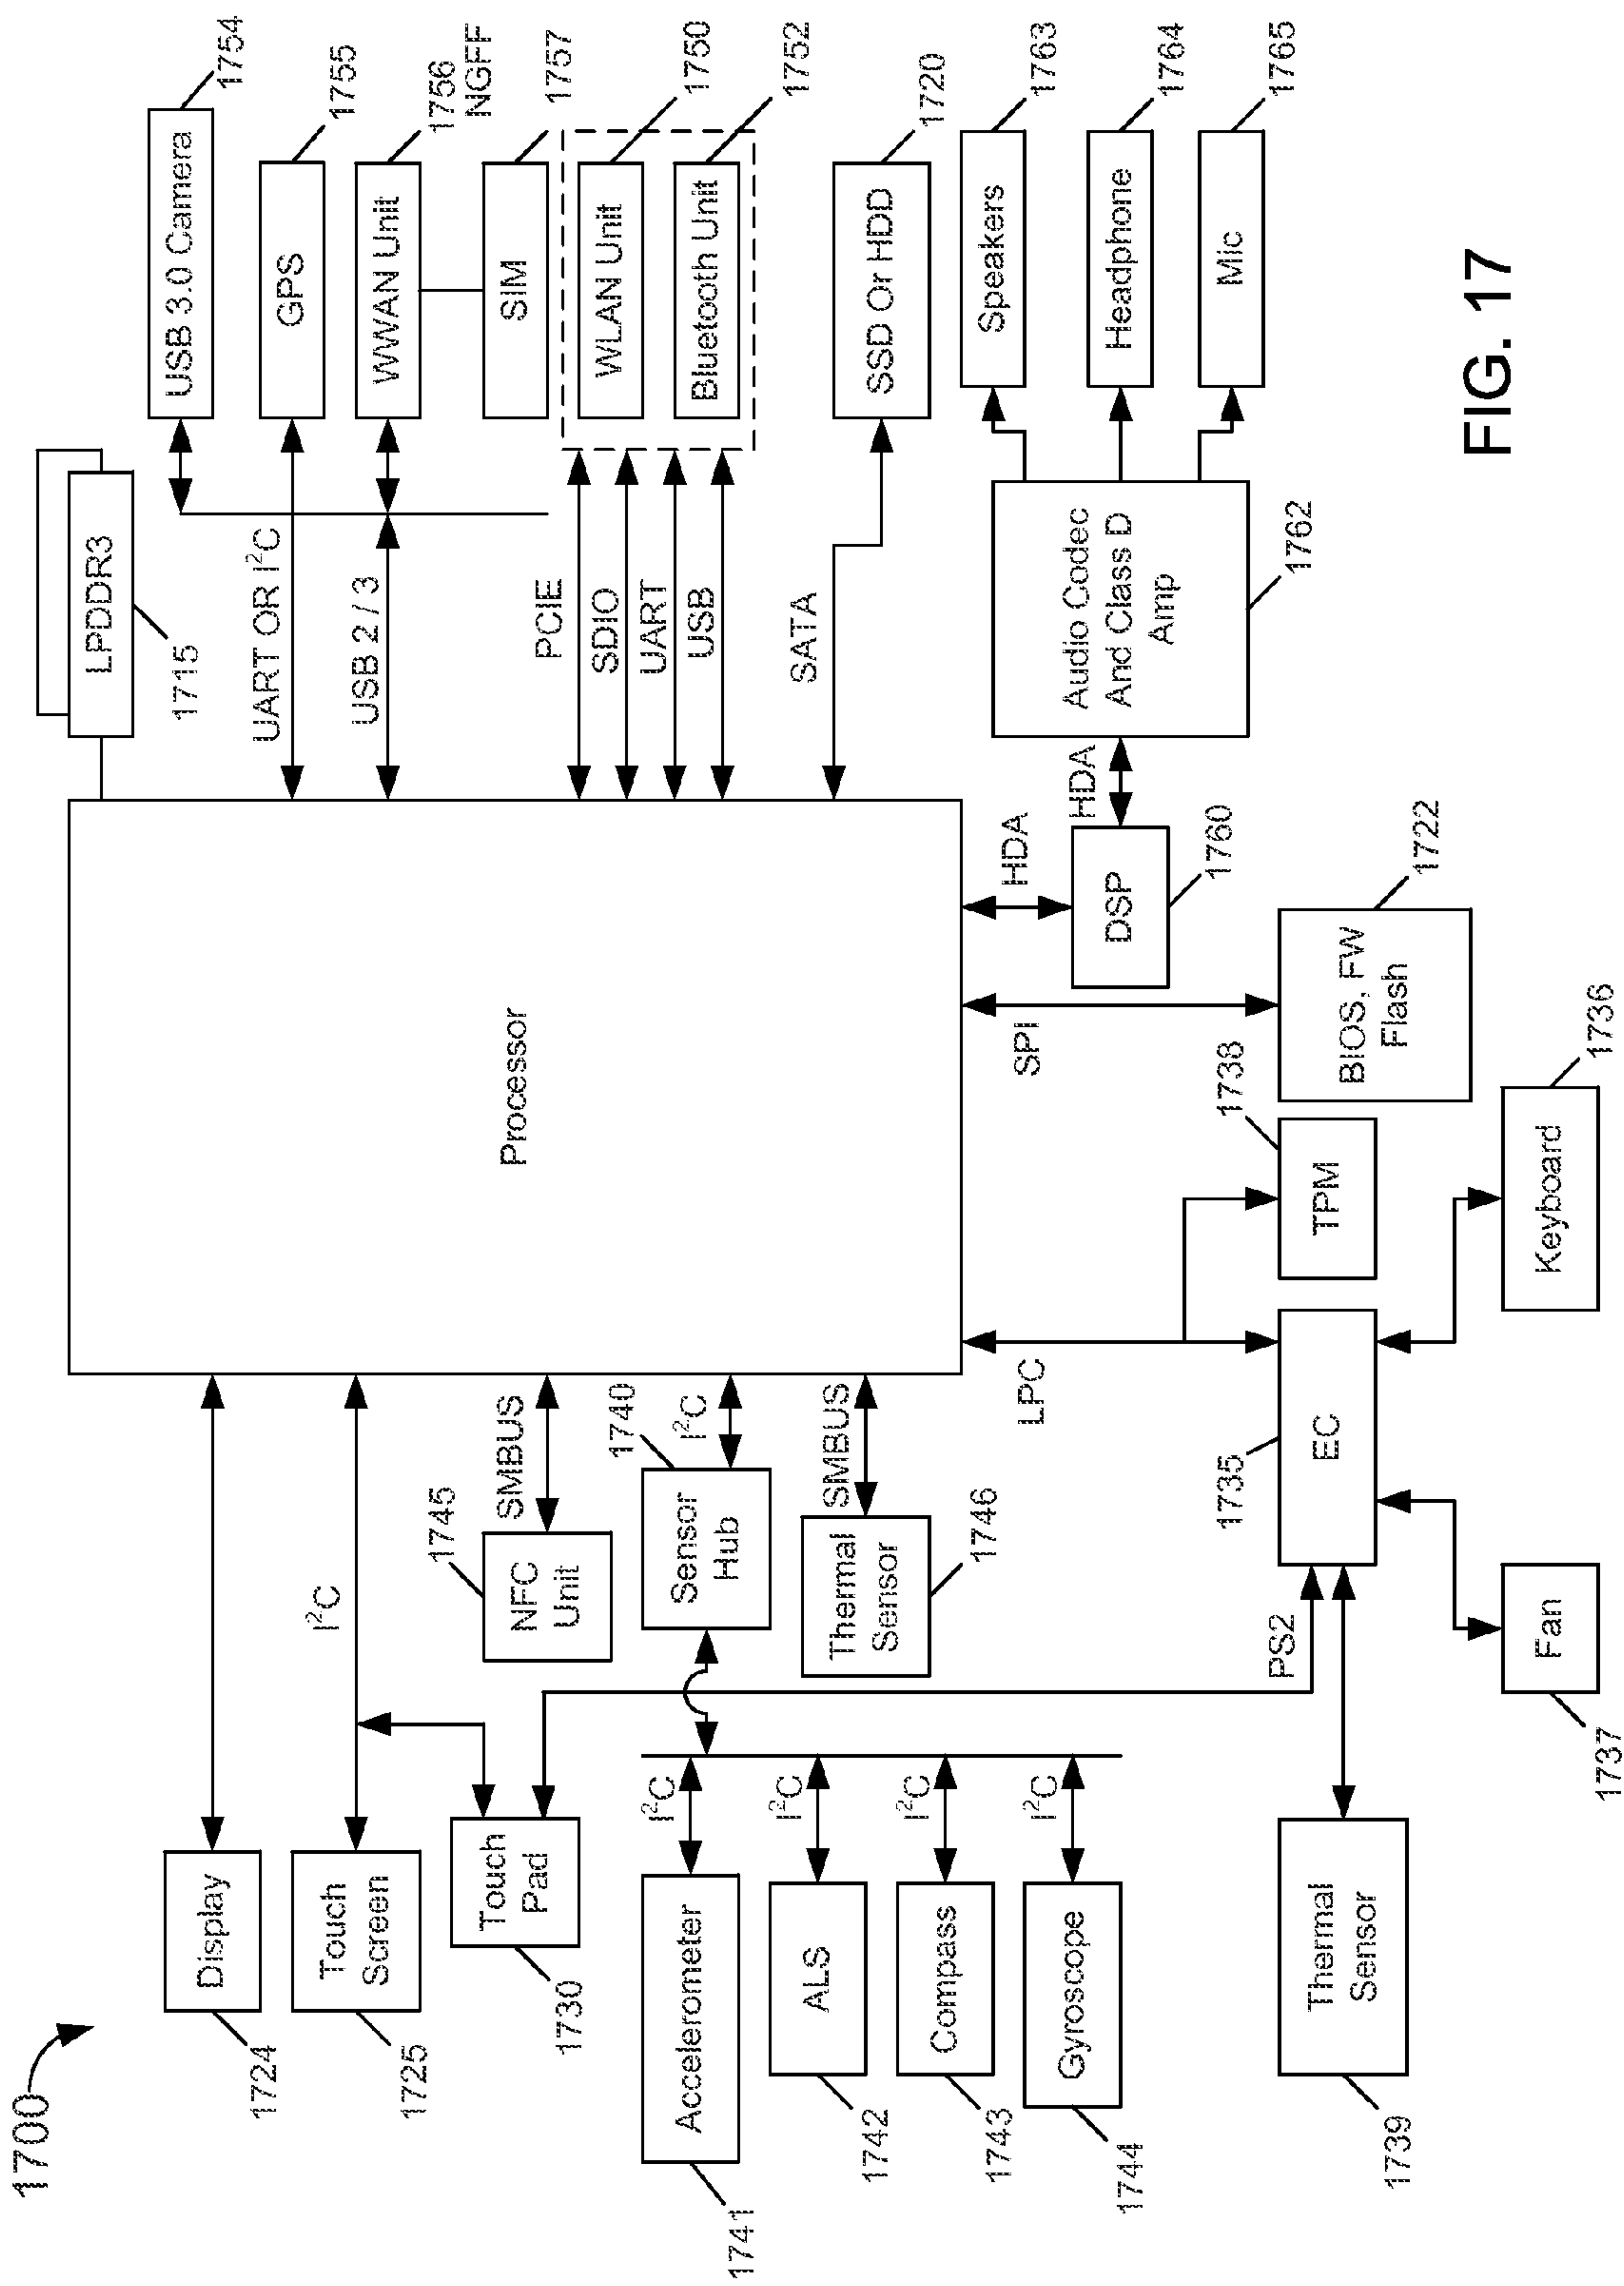 1700
LPDDR3
1715
Display
1724
Touch
Screen
1725
I²C
Touch
Pad
1730
NFC
Unit
1745
SMBUS
Sensor
Hub
1740
I²C
Thermal
Sensor
1746
SMBUS
Accelerometer
1741
I²C
ALS
1742
I²C
Compass
1743
I²C
Gyroscope
1744
I²C
Processor
USB 3.0 Camera
1754
UART OR I²C
GPS
1755
USB 2 / 3
WWAN Unit
1756
NGFF
SIM
1757
PCIE
SDIO
UART
USB
WLAN Unit
1750
Bluetooth Unit
1752
SATA
SSD Or HDD
1720
Speakers
1763
Headphone
1764
Mic
1765
Audio Codec
And Class D
Amp
1762
HDA
HDA
DSP
1760
SPI
BIOS, FW
Flash
1722
LPC
TPM
1738
EC
1735
PS2
Thermal
Sensor
1739
Fan
1737
Keyboard
1736
FIG. 17